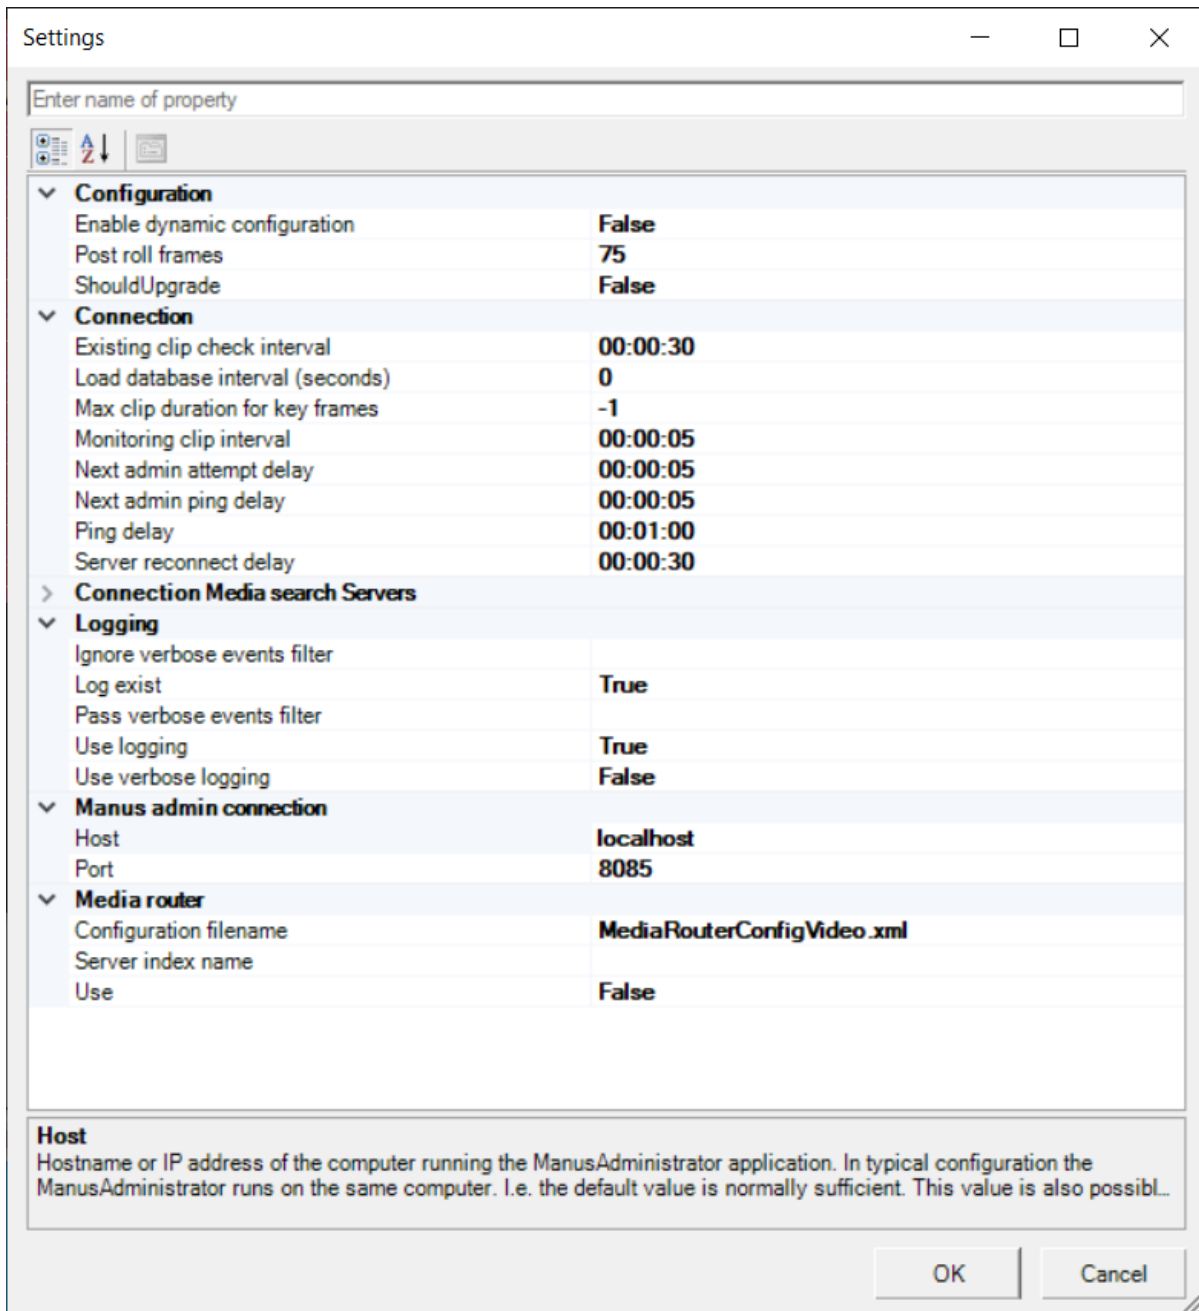 Settings
Enter name of property
Configuration
Enable dynamic configuration False
Post roll frames 75
ShouldUpgrade False
Connection
Existing clip check interval 00:00:30
Load database interval (seconds) 0
Max clip duration for key frames -1
Monitoring clip interval 00:00:05
Next admin attempt delay 00:00:05
Next admin ping delay 00:00:05
Ping delay 00:01:00
Server reconnect delay 00:00:30
Connection Media search Servers
Logging
Ignore verbose events filter
Log exist True
Pass verbose events filter
Use logging True
Use verbose logging False
Manus admin connection
Host localhost
Port 8085
Media router
Configuration filename MediaRouterConfigVideo.xml
Server index name
Use False
Host
Hostname or IP address of the computer running the ManusAdministrator application. In typical configuration the
ManusAdministrator runs on the same computer. I.e. the default value is normally sufficient. This value is also possibl...
OK Cancel